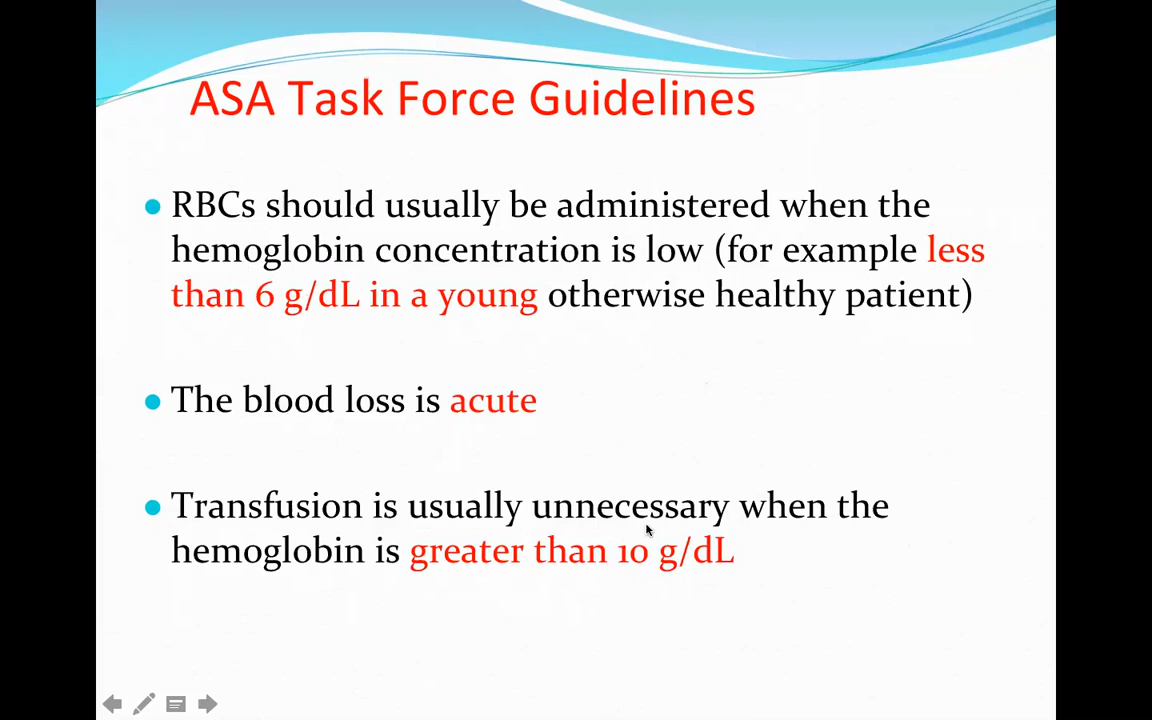 ASA Task Force Guidelines
RBCs should usually be administered when the
hemoglobin concentration is low (for example less
than 6 g/dL in a young otherwise healthy patient)
The blood loss is acute
Transfusion is usually unnecessary when the
hemoglobin is greater than 10 g/dL